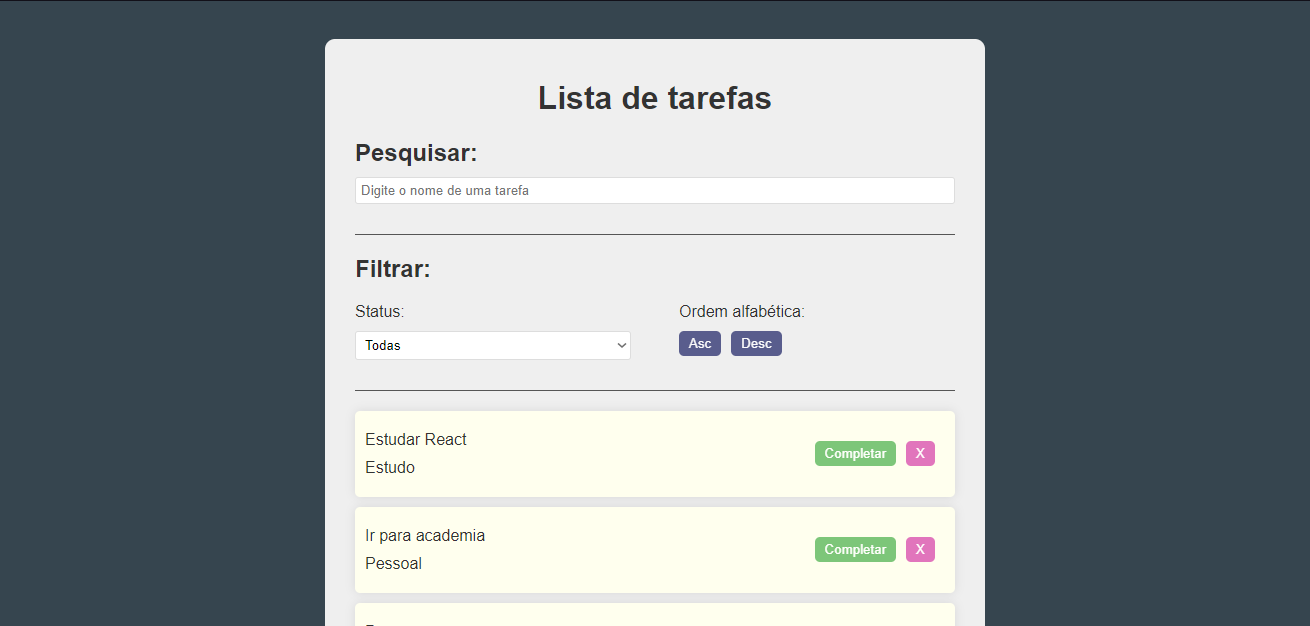 Lista de tarefas
Pesquisar:
Digite o nome de uma tarefa
Filtrar:
Status:
Ordem alfabética:
Todas
Asc Desc
Estudar React
Estudo
Completar X
Ir para academia
Pessoal
Completar X